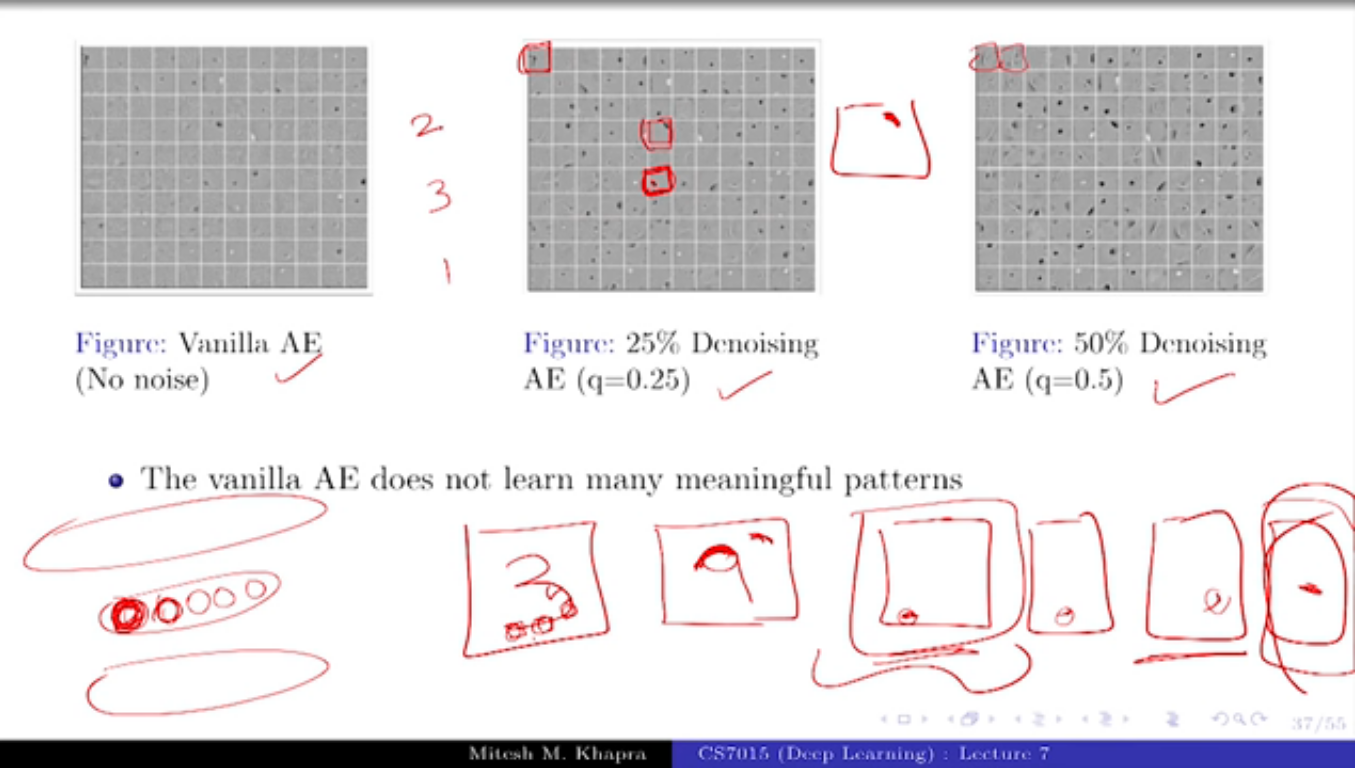 2
3
1
Figure: Vanilla AE
(No noise)
Figure: 25% Denoising
AE (q=0.25)
Figure: 50% Denoising
AE (q=0.5)
The vanilla AE does not learn many meaningful patterns
3
9
37/55
Mitesh M. Khapra
CS7015 (Deep Learning) : Lecture 7